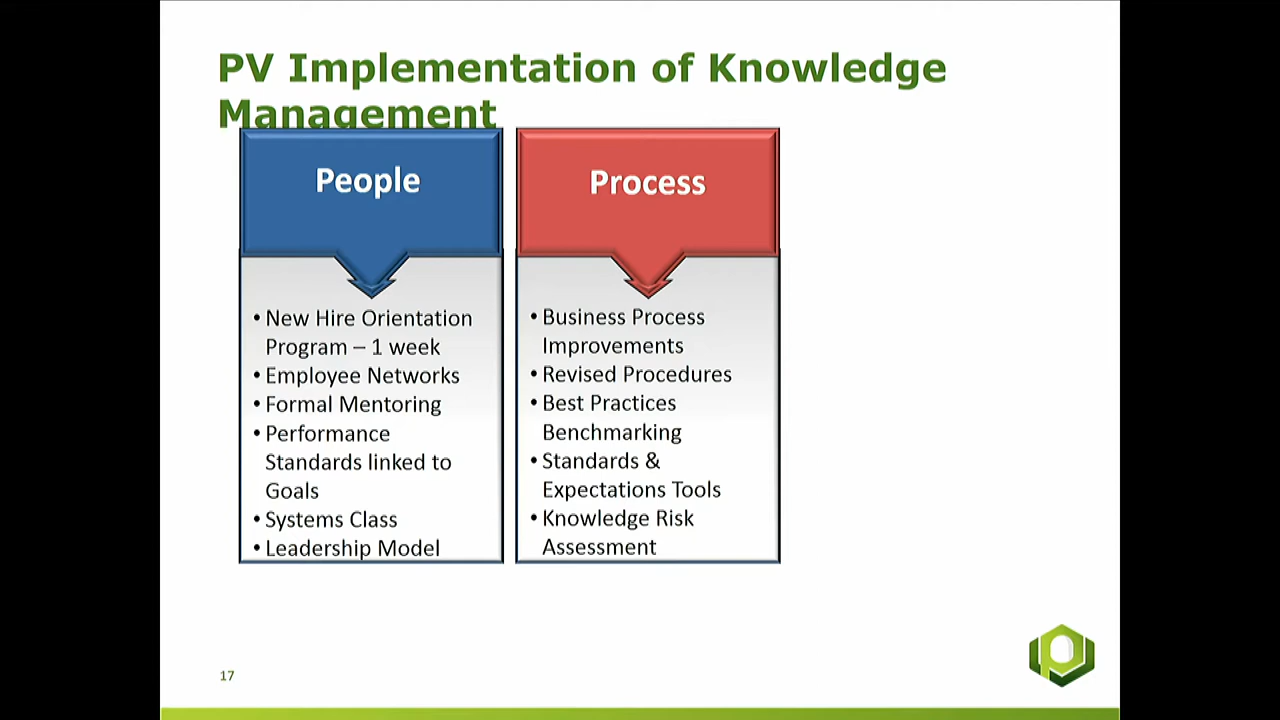 PV Implementation of Knowledge
Management
People
• New Hire Orientation
Program – 1 week
• Employee Networks
• Formal Mentoring
• Performance
Standards linked to
Goals
• Systems Class
• Leadership Model
Process
• Business Process
Improvements
• Revised Procedures
• Best Practices
Benchmarking
• Standards &
Expectations Tools
• Knowledge Risk
Assessment
17